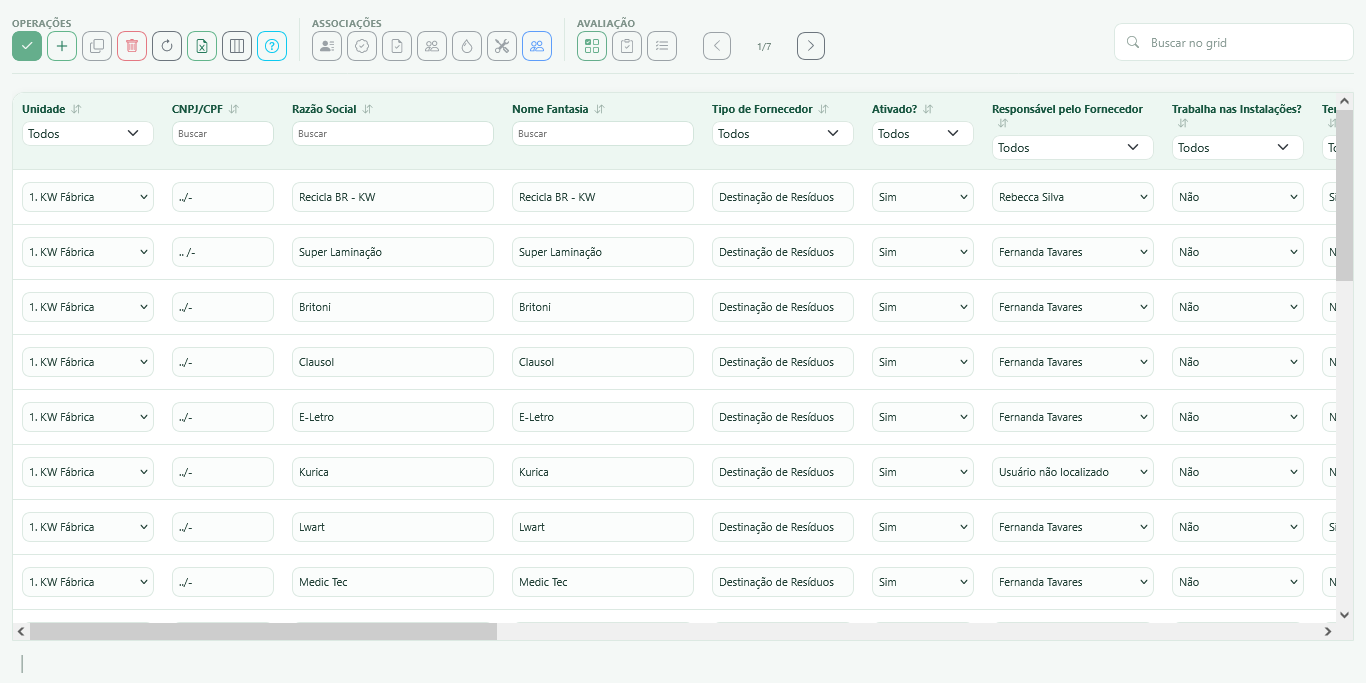 OPERAÇÕES ASSOCIAÇÕES AVALIAÇÃO
1/7 Buscar no grid
Unidade CNPJ/CPF Razão Social Nome Fantasia Tipo de Fornecedor Ativado? Responsável pelo Fornecedor Trabalha nas Instalações?
Todos Buscar Buscar Buscar Todos Todos Todos Todos
1. KW Fábrica ../- Recicla BR - KW Recicla BR - KW Destinação de Resíduos Sim Rebecca Silva Não
1. KW Fábrica .. /- Super Laminação Super Laminação Destinação de Resíduos Sim Fernanda Tavares Não
1. KW Fábrica ../- Britoni Britoni Destinação de Resíduos Sim Fernanda Tavares Não
1. KW Fábrica ../- Clausol Clausol Destinação de Resíduos Sim Fernanda Tavares Não
1. KW Fábrica ../- E-Letro E-Letro Destinação de Resíduos Sim Fernanda Tavares Não
1. KW Fábrica ../- Kurica Kurica Destinação de Resíduos Sim Usuário não localizado Não
1. KW Fábrica ../- Lwart Lwart Destinação de Resíduos Sim Fernanda Tavares Não
1. KW Fábrica ../- Medic Tec Medic Tec Destinação de Resíduos Sim Fernanda Tavares Não